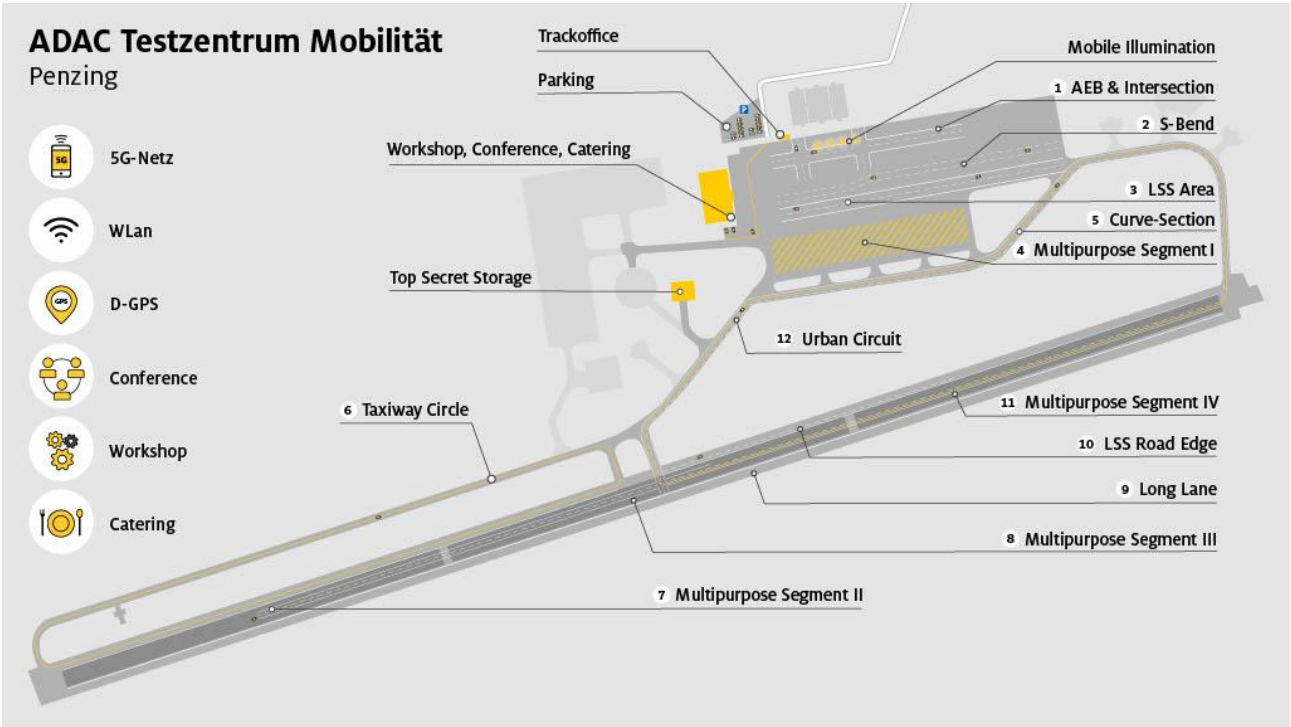 ADAC Testzentrum Mobilität
Penzing
5G
5G-Netz
WLan
GPS
D-GPS
Conference
Workshop
Catering
Trackoffice
Parking
P
Workshop, Conference, Catering
Top Secret Storage
6 Taxiway Circle
Mobile Illumination
1 AEB & Intersection
2 S-Bend
3 LSS Area
5 Curve-Section
4 Multipurpose Segment I
12 Urban Circuit
11 Multipurpose Segment IV
10 LSS Road Edge
9 Long Lane
8 Multipurpose Segment III
7 Multipurpose Segment II